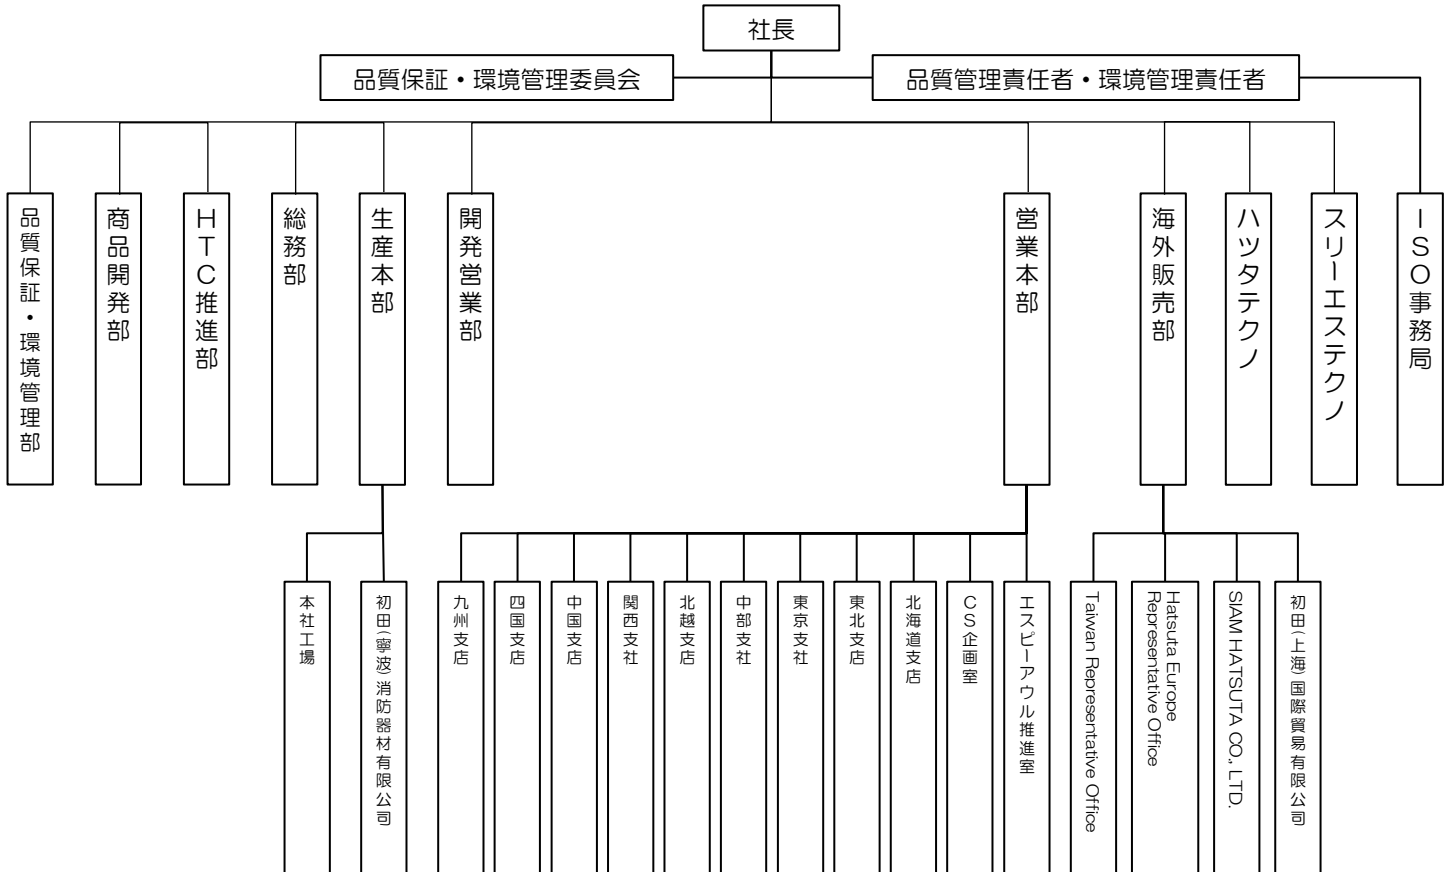 社長
品質保証・環境管理委員会
品質管理責任者・環境管理責任者
品質保証・環境管理部
商品開発部
HTC推進部
総務部
生産本部
開発営業部
営業本部
海外販売部
ハツタテクノ
スリーエステクノ
ISO事務局
本社工場
初田(寧波)消防器材有限公司
九州支店
四国支店
中国支店
関西支社
北越支店
中部支社
東京支社
東北支店
北海道支店
CS企画室
エスピーアウル推進室
Taiwan Representative Office
Hatsuta Europe
Representative Office
SIAM HATSUTA CO., LTD.
初田(上海)国際貿易有限公司